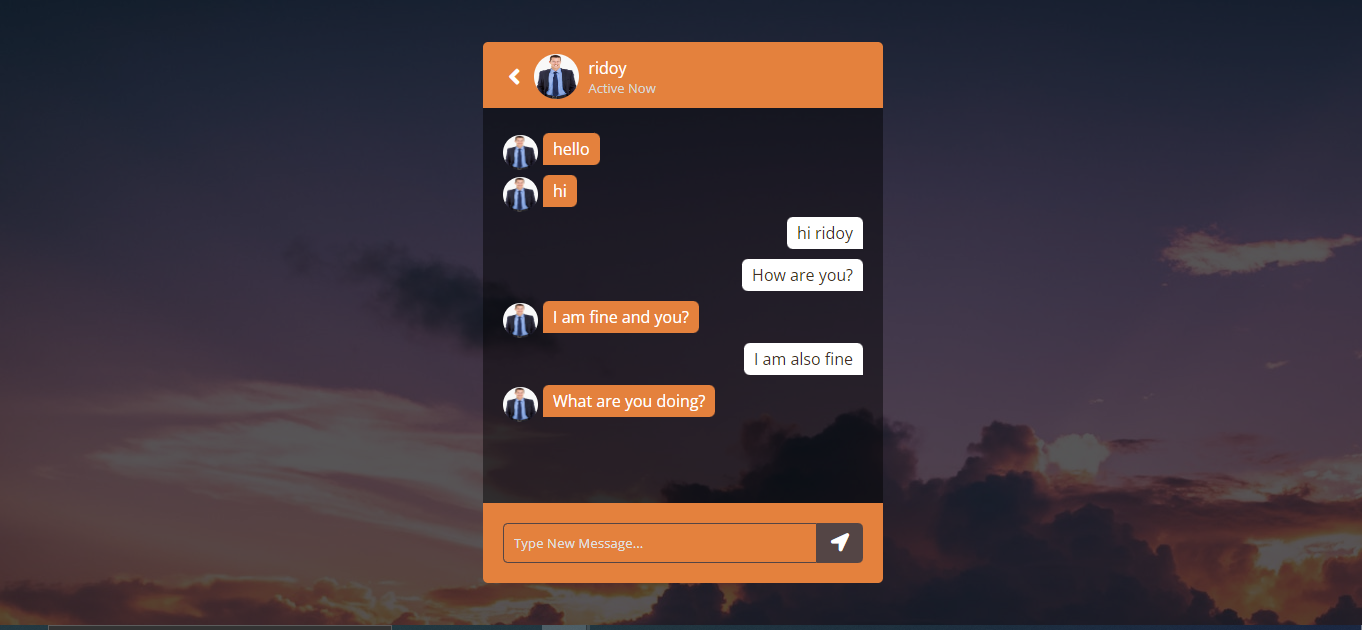 ridoy
Active Now
hello
hi
hi ridoy
How are you?
I am fine and you?
I am also fine
What are you doing?
Type New Message...